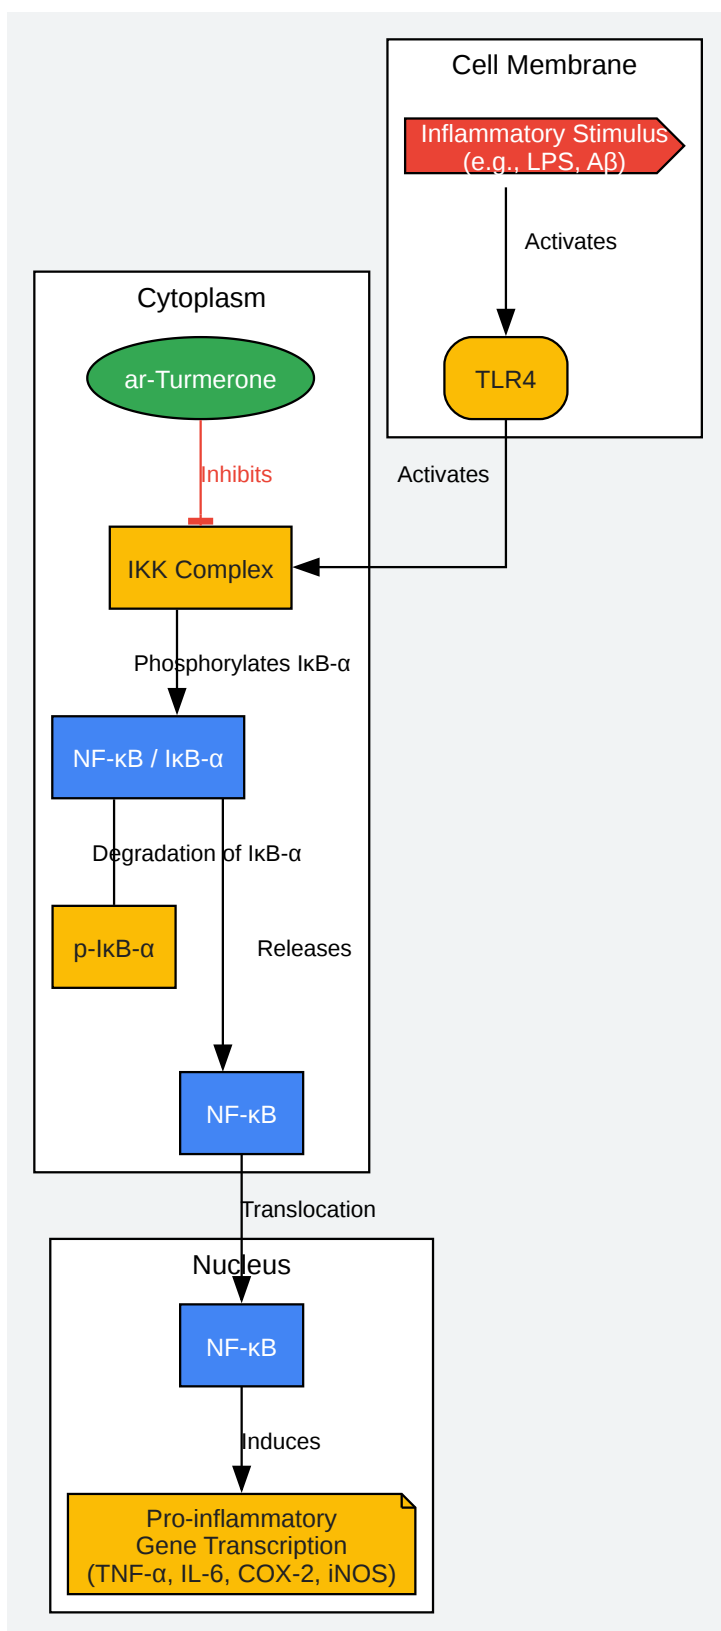 Cell Membrane
Inflammatory Stimulus
(e.g., LPS, Aβ)
Activates
Cytoplasm
ar-Turmerone
TLR4
Inhibits
Activates
IKK Complex
Phosphorylates IκB-α
NF-κB / IκB-α
Degradation of IκB-α
p-IκB-α
Releases
NF-κB
Translocation
Nucleus
NF-κB
Induces
Pro-inflammatory
Gene Transcription
(TNF-α, IL-6, COX-2, iNOS)